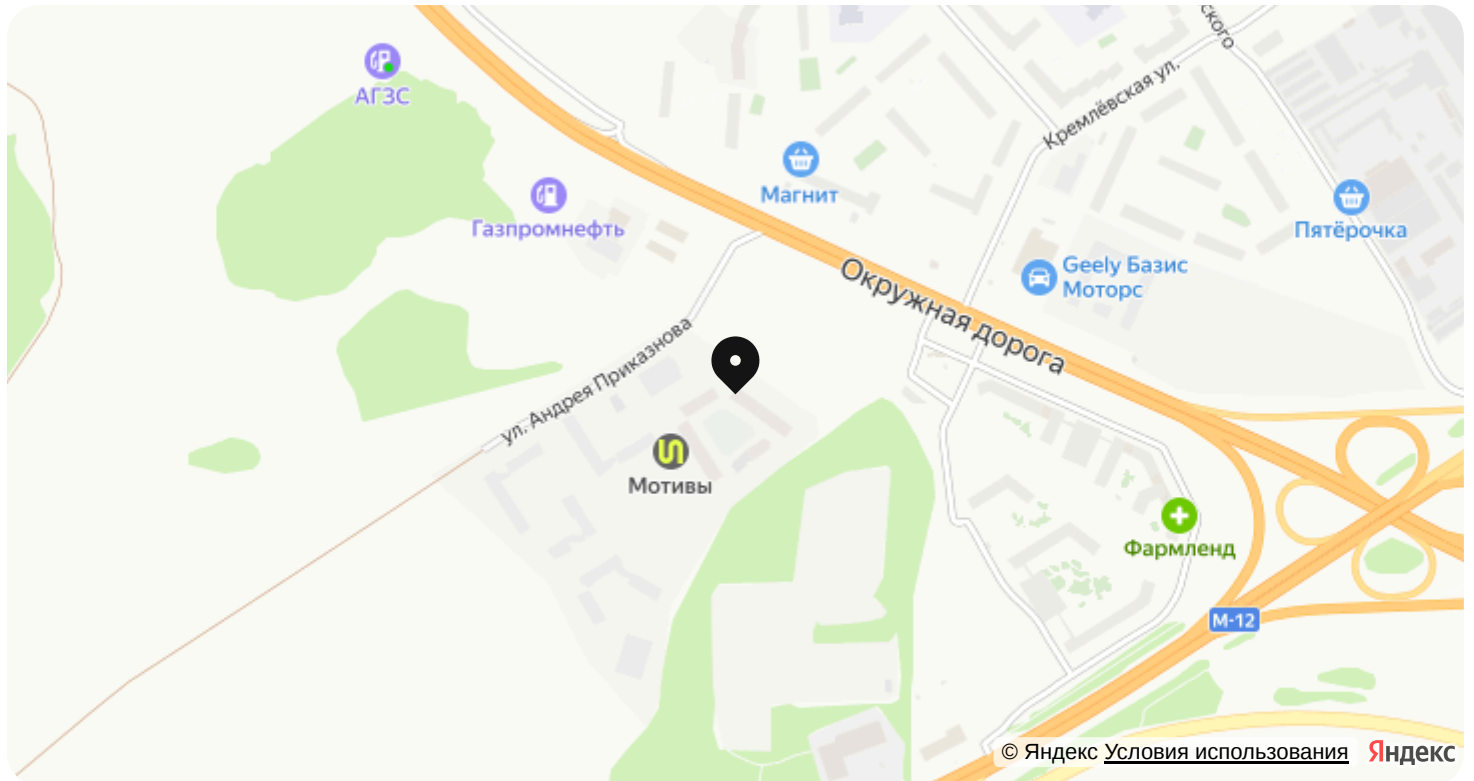 ского
АГЗС
Кремлёвская ул.
Магнит
Газпромнефть
Пятёрочка
Geely Базис
Моторс
Окружная дорога
ул. Андрея Приказнова
Мотивы
Фармленд
М-12
© Яндекс Условия использования Яндекс